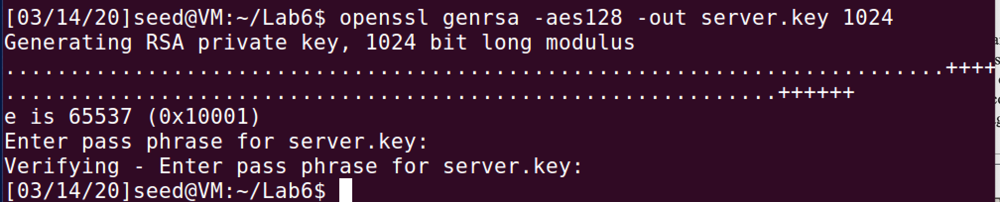 [03/14/20]seed@VM:~/Lab6$ openssl genrsa -aes128 -out server.key 1024
Generating RSA private key, 1024 bit long modulus
.........................................................................++++
............................................................++++++
e is 65537 (0x10001)
Enter pass phrase for server.key:
Verifying - Enter pass phrase for server.key:
[03/14/20]seed@VM:~/Lab6$